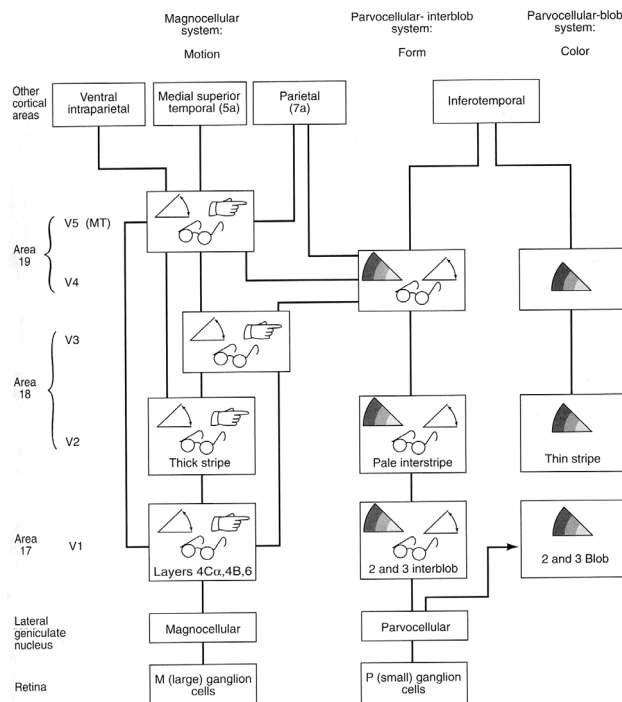 Magnocellular
system:
Motion
Parvocellular- interblob
system:
Form
Parvocellular-blob
system:
Color
Other
cortical
areas
Ventral
intraparietal
Medial superior
temporal (5a)
Parietal
(7a)
Inferotemporal
Area
19
V5 (MT)
V4
Area
18
V3
V2
Thick stripe
Pale interstripe
Thin stripe
Area
17
V1
Layers 4Cα,4B,6
2 and 3 interblob
2 and 3 Blob
Lateral
geniculate
nucleus
Magnocellular
Parvocellular
Retina
M (large) ganglion
cells
P (small) ganglion
cells